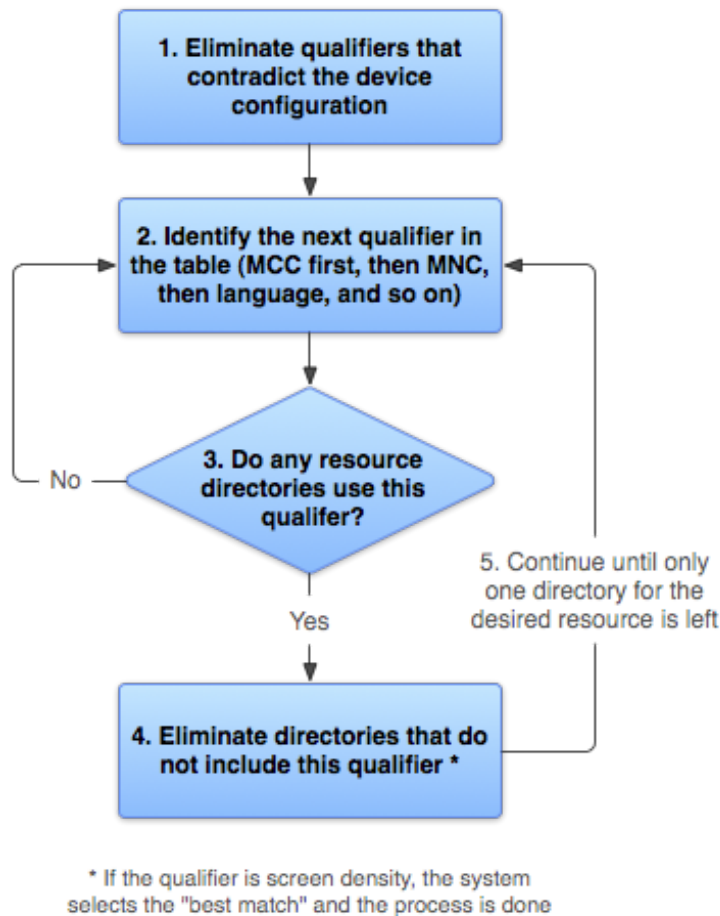 1. Eliminate qualifiers that
contradict the device
configuration
2. Identify the next qualifier in
the table (MCC first, then MNC,
then language, and so on)
3. Do any resource
directories use this
qualifer?
No
Yes
5. Continue until only
one directory for the
desired resource is left
4. Eliminate directories that do
not include this qualifier *
* If the qualifier is screen density, the system
selects the "best match" and the process is done